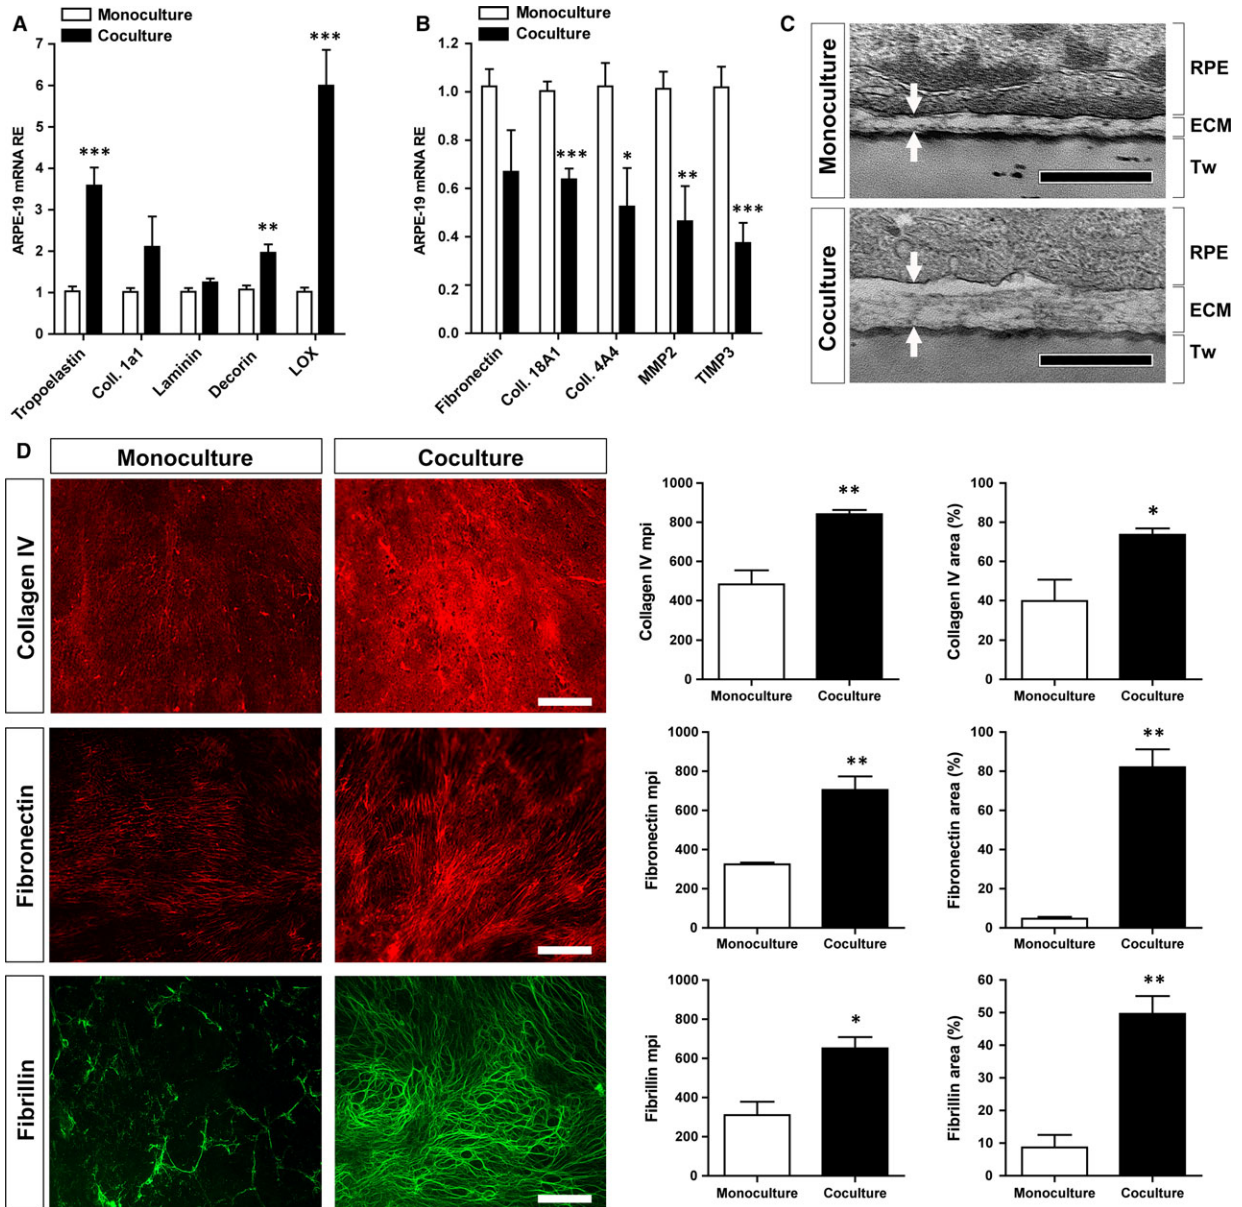 A
Monoculture
Coculture
ARPE-19 mRNA RE
7
6
5
4
3
2
1
0
***
**
***
Tropoelastin
Coll. 1a1
Laminin
Decorin
LOX
B
Monoculture
Coculture
ARPE-19 mRNA RE
1.2
1.0
0.8
0.6
0.4
0.2
0.0
***
*
**
***
Fibronectin
Coll. 18A1
Coll. 4A4
MMP2
TIMP3
C
Monoculture
RPE
ECM
Tw
Coculture
RPE
ECM
Tw
D
Monoculture
Coculture
Collagen IV
Collagen IV mpi
1000
800
600
400
200
0
**
Monoculture
Coculture
Collagen IV area (%)
100
80
60
40
20
0
*
Monoculture
Coculture
Fibronectin
Fibronectin mpi
1000
800
600
400
200
0
**
Monoculture
Coculture
Fibronectin area (%)
100
80
60
40
20
0
**
Monoculture
Coculture
Fibrillin
Fibrillin mpi
1000
800
600
400
200
0
*
Monoculture
Coculture
Fibrillin area (%)
60
50
40
30
20
10
0
**
Monoculture
Coculture